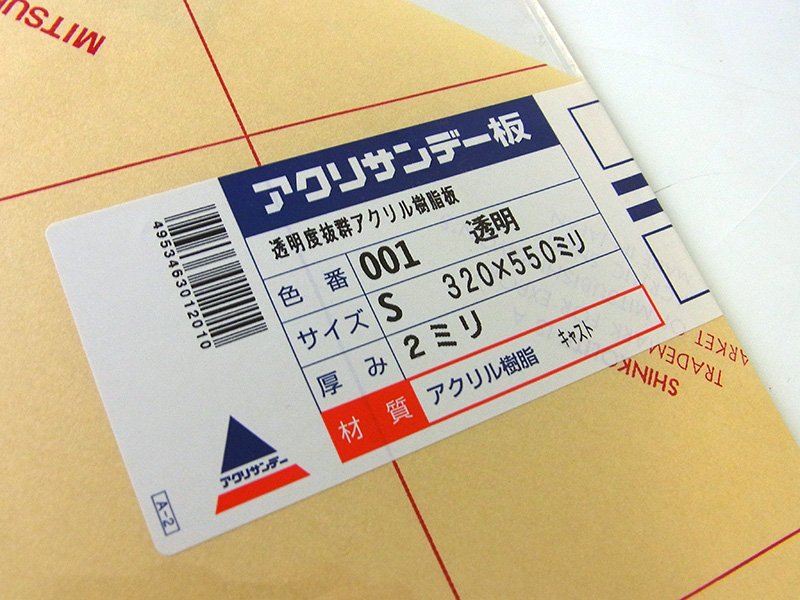 MITSU
アクリサンデー板
透明度抜群アクリル樹脂板
色番 001 透明
サイズ S 320×550ミリ
厚み 2ミリ
材質 アクリル樹脂 キャスト
4953463012010
アクリサンデー
A-2
SHINKO
TRADEM